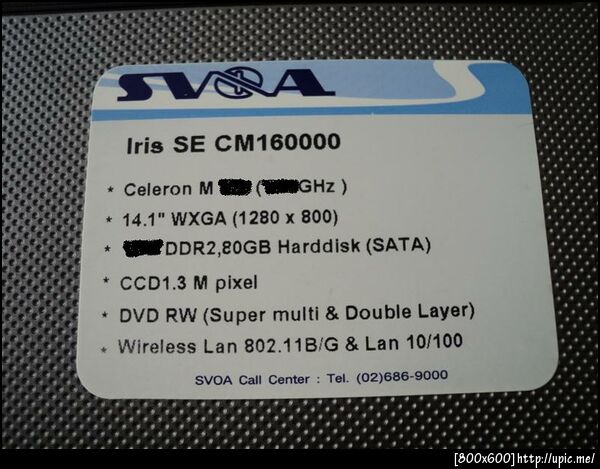 SVOA
Iris SE CM160000
* Celeron M ( GHz )
* 14.1" WXGA (1280 x 800)
* DDR2,80GB Harddisk (SATA)
* CCD1.3 M pixel
* DVD RW (Super multi & Double Layer)
* Wireless Lan 802.11B/G & Lan 10/100
SVOA Call Center : Tel. (02)686-9000
[800x600]http://upic.me/